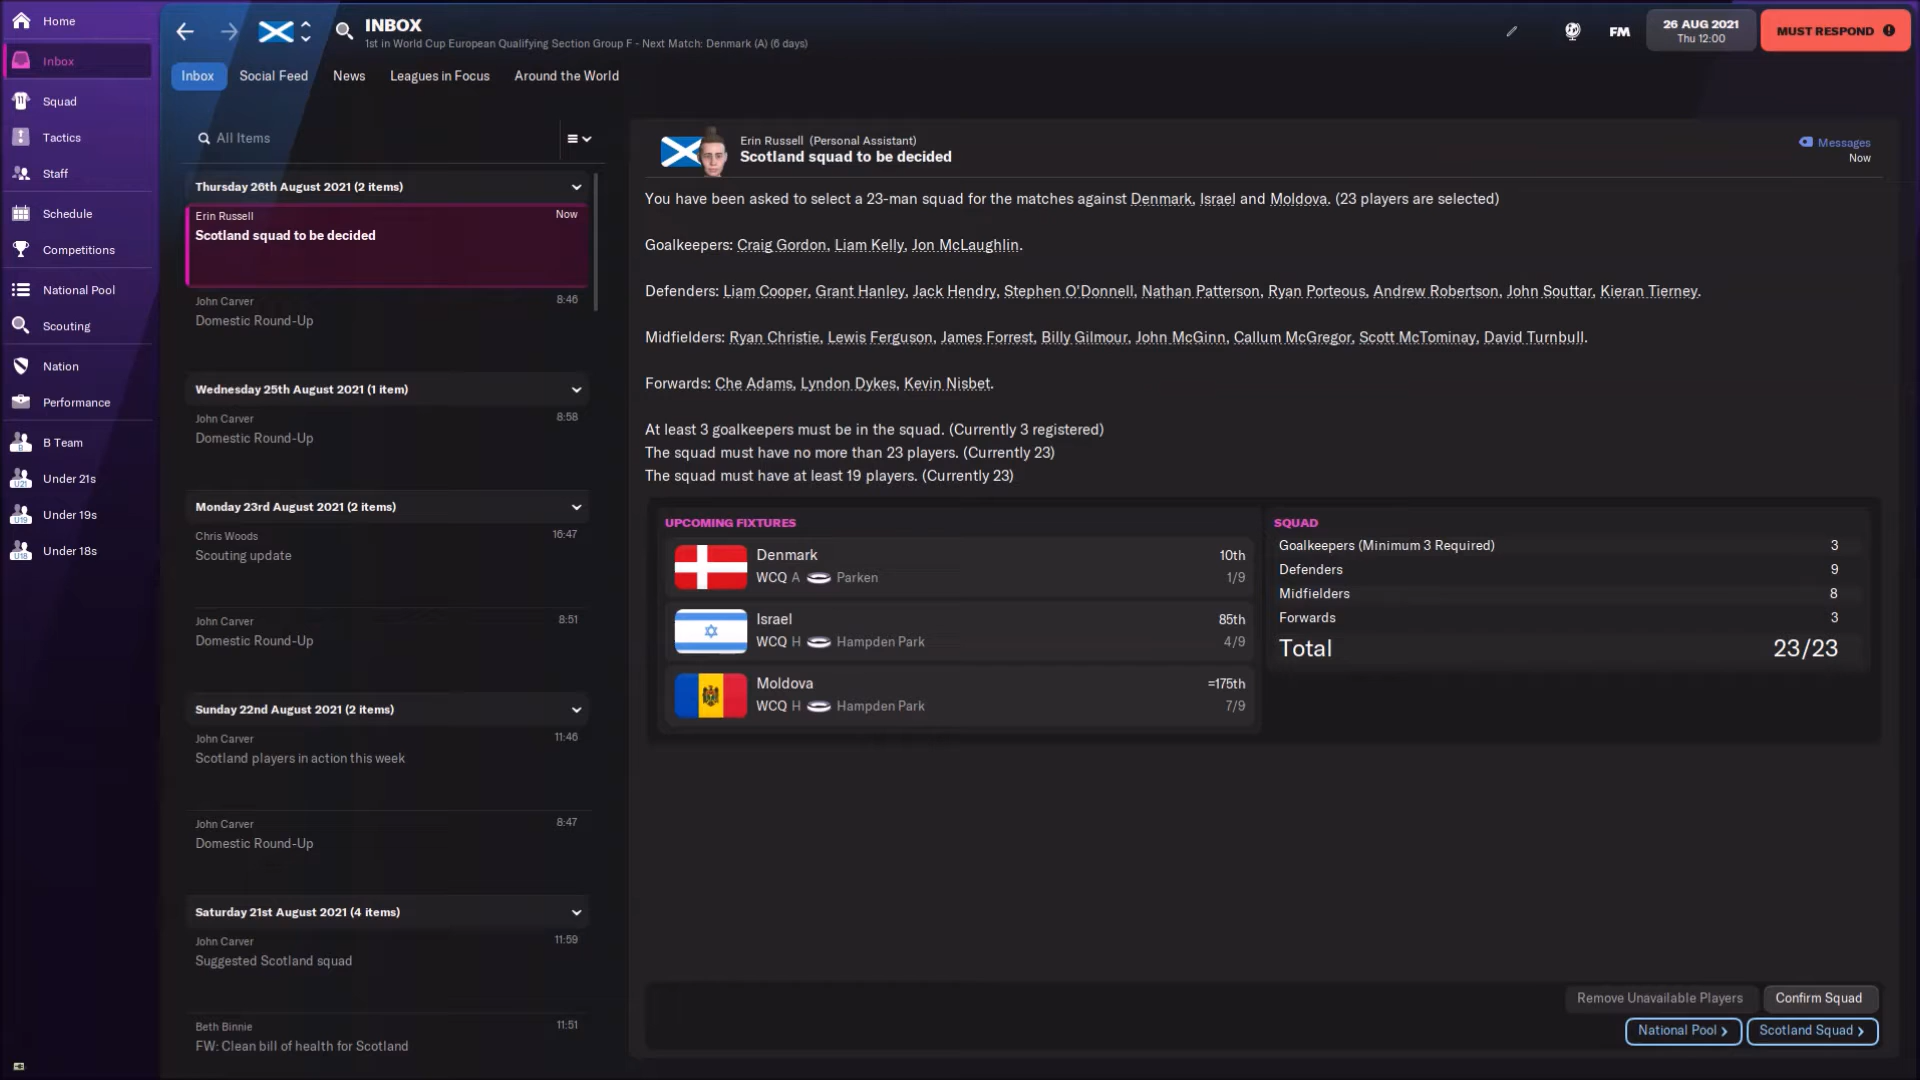 Home
Inbox
Squad
Tactics
Staff
Schedule
Competitions
National Pool
Scouting
Nation
Performance
B Team
Under 21s
Under 19s
Under 18s
INBOX
1st in World Cup European Qualifying Section Group F - Next Match: Denmark (A) (6 days)
FM
26 AUG 2021
Thu 12:00
MUST RESPOND
Inbox Social Feed News Leagues in Focus Around the World
All Items
Thursday 26th August 2021 (2 items)
Erin Russell Now
Scotland squad to be decided
John Carver 8:46
Domestic Round-Up
Wednesday 25th August 2021 (1 item)
John Carver 8:58
Domestic Round-Up
Monday 23rd August 2021 (2 items)
Chris Woods 16:47
Scouting update
John Carver 8:51
Domestic Round-Up
Sunday 22nd August 2021 (2 items)
John Carver 11:46
Scotland players in action this week
John Carver 8:47
Domestic Round-Up
Saturday 21st August 2021 (4 items)
John Carver 11:59
Suggested Scotland squad
Beth Binnie 11:51
FW: Clean bill of health for Scotland
Erin Russell (Personal Assistant)
Scotland squad to be decided
Messages
Now
You have been asked to select a 23-man squad for the matches against Denmark, Israel and Moldova. (23 players are selected)
Goalkeepers: Craig Gordon, Liam Kelly, Jon McLaughlin.
Defenders: Liam Cooper, Grant Hanley, Jack Hendry, Stephen O'Donnell, Nathan Patterson, Ryan Porteous, Andrew Robertson, John Souttar, Kieran Tierney.
Midfielders: Ryan Christie, Lewis Ferguson, James Forrest, Billy Gilmour, John McGinn, Callum McGregor, Scott McTominay, David Turnbull.
Forwards: Che Adams, Lyndon Dykes, Kevin Nisbet.
At least 3 goalkeepers must be in the squad. (Currently 3 registered)
The squad must have no more than 23 players. (Currently 23)
The squad must have at least 19 players. (Currently 23)
UPCOMING FIXTURES
Denmark 10th
WCQ A Parken 1/9
Israel 85th
WCQ H Hampden Park 4/9
Moldova =175th
WCQ H Hampden Park 7/9
SQUAD
Goalkeepers (Minimum 3 Required) 3
Defenders 9
Midfielders 8
Forwards 3
Total 23/23
Remove Unavailable Players Confirm Squad
National Pool Scotland Squad